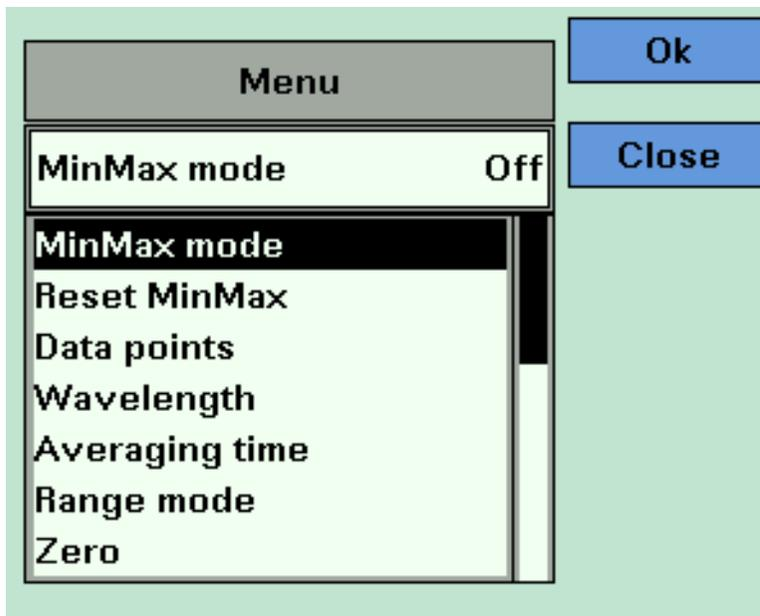 Menu
Ok
MinMax mode Off
Close
MinMax mode
Reset MinMax
Data points
Wavelength
Averaging time
Range mode
Zero